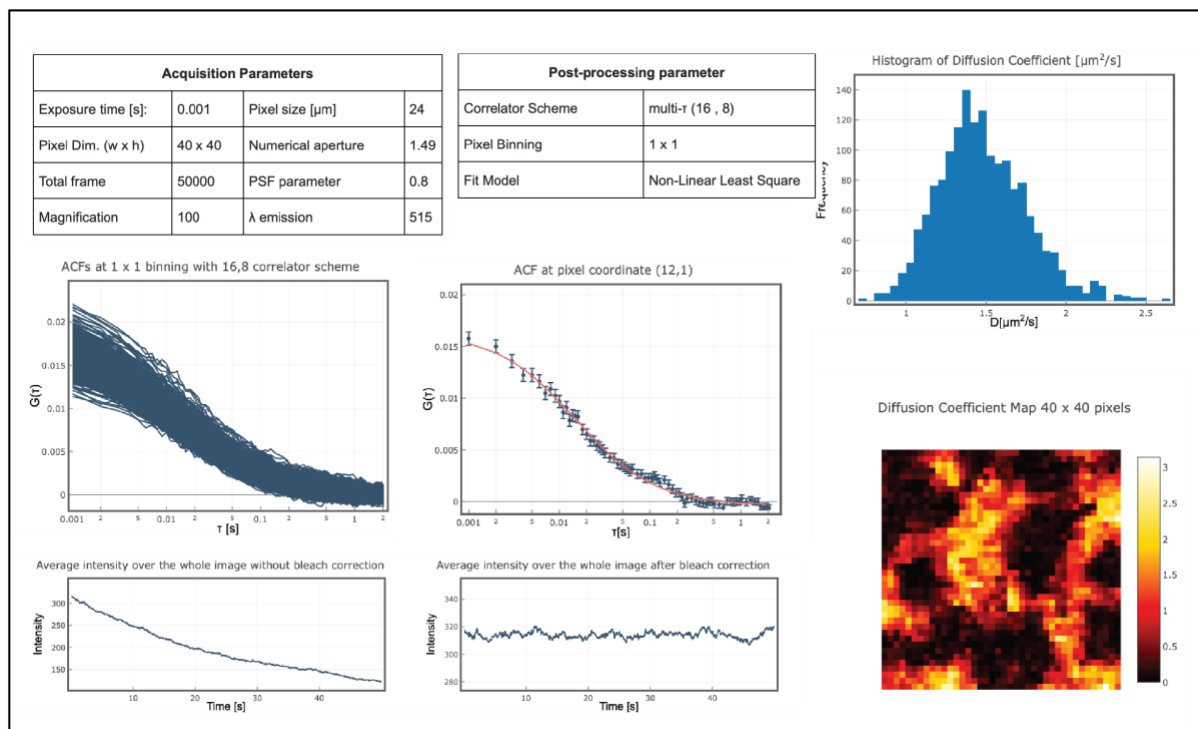 Acquisition Parameters
Exposure time [s]: 0.001 Pixel size [µm] 24
Pixel Dim. (w x h) 40 x 40 Numerical aperture 1.49
Total frame 50000 PSF parameter 0.8
Magnification 100 λ emission 515
Post-processing parameter
Correlator Scheme multi-τ (16 , 8)
Pixel Binning 1 x 1
Fit Model Non-Linear Least Square
Histogram of Diffusion Coefficient [µm²/s]
Frequency
140
120
100
80
60
40
20
0
1 1.5 2 2.5
D[µm²/s]
ACFs at 1 x 1 binning with 16,8 correlator scheme
G(τ)
0.02
0.015
0.01
0.005
0
0.001 2 5 0.01 2 5 0.1 2 5 1 2
τ [s]
ACF at pixel coordinate (12,1)
G(τ)
0.02
0.015
0.01
0.005
0
0.001 2 5 0.01 2 5 0.1 2 5 1 2
τ[s]
Diffusion Coefficient Map 40 x 40 pixels
3
2.5
2
1.5
1
0.5
0
Average intensity over the whole image without bleach correction
Intensity
300
250
200
150
10 20 30 40
Time [s]
Average intensity over the whole image after bleach correction
Intensity
340
320
300
280
10 20 30 40
Time [s]